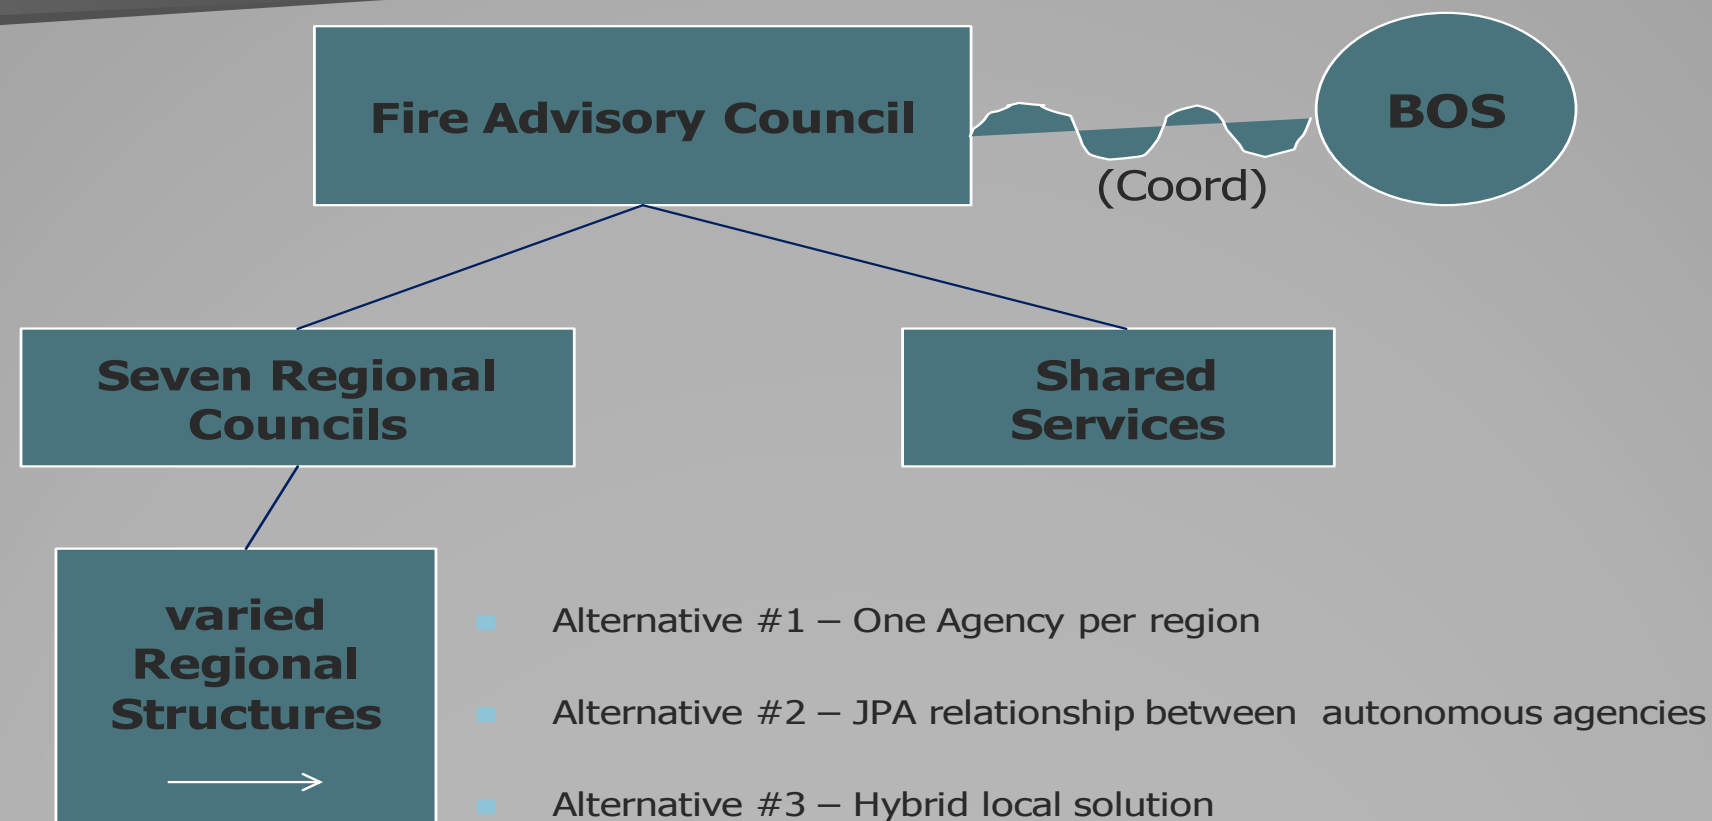 Fire Advisory Council
BOS
(Coord)
Seven Regional
Councils
Shared
Services
varied
Regional
Structures
Alternative #1 – One Agency per region
Alternative #2 – JPA relationship between autonomous agencies
Alternative #3 – Hybrid local solution